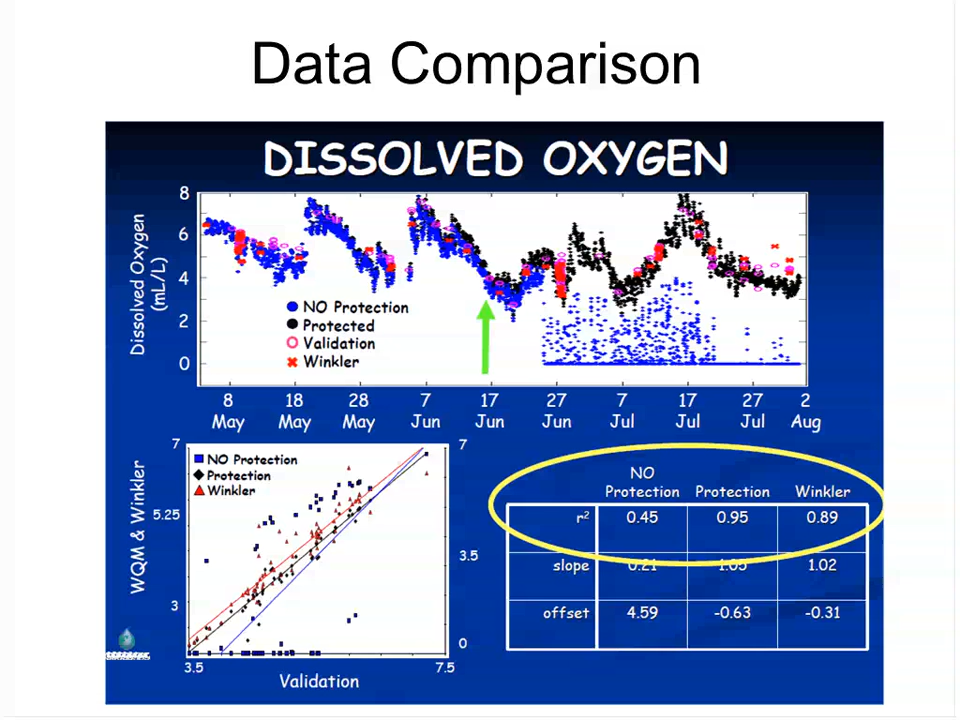 Data Comparison
DISSOLVED OXYGEN
Dissolved Oxygen
(mL/L)
8
6
4
2
0
NO Protection
Protected
Validation
Winkler
8 18 28 7 17 27 7 17 27 2
May May May Jun Jun Jun Jul Jul Jul Aug
WQM & Winkler
7
5.25
3
NO Protection
Protection
Winkler
7
3.5
0
3.5 7.5
Validation
NO
Protection Protection Winkler
r² 0.45 0.95 0.89
slope 0.21 1.05 1.02
offset 4.59 -0.63 -0.31